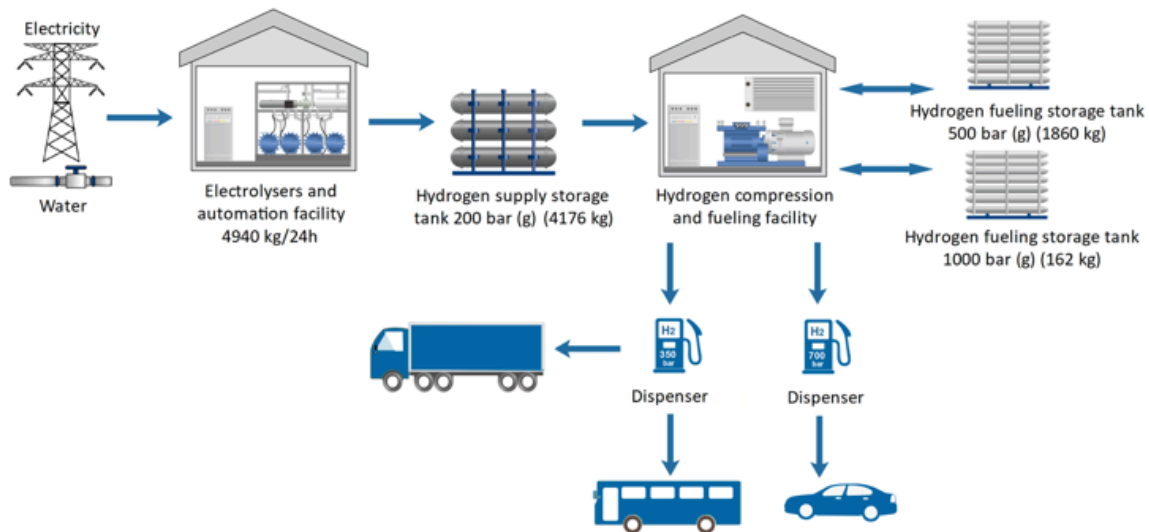 Electricity
Water
Electrolysers and
automation facility
4940 kg/24h
Hydrogen supply storage
tank 200 bar (g) (4176 kg)
Hydrogen compression
and fueling facility
Hydrogen fueling storage tank
500 bar (g) (1860 kg)
Hydrogen fueling storage tank
1000 bar (g) (162 kg)
H2
350
bar
Dispenser
H2
700
bar
Dispenser